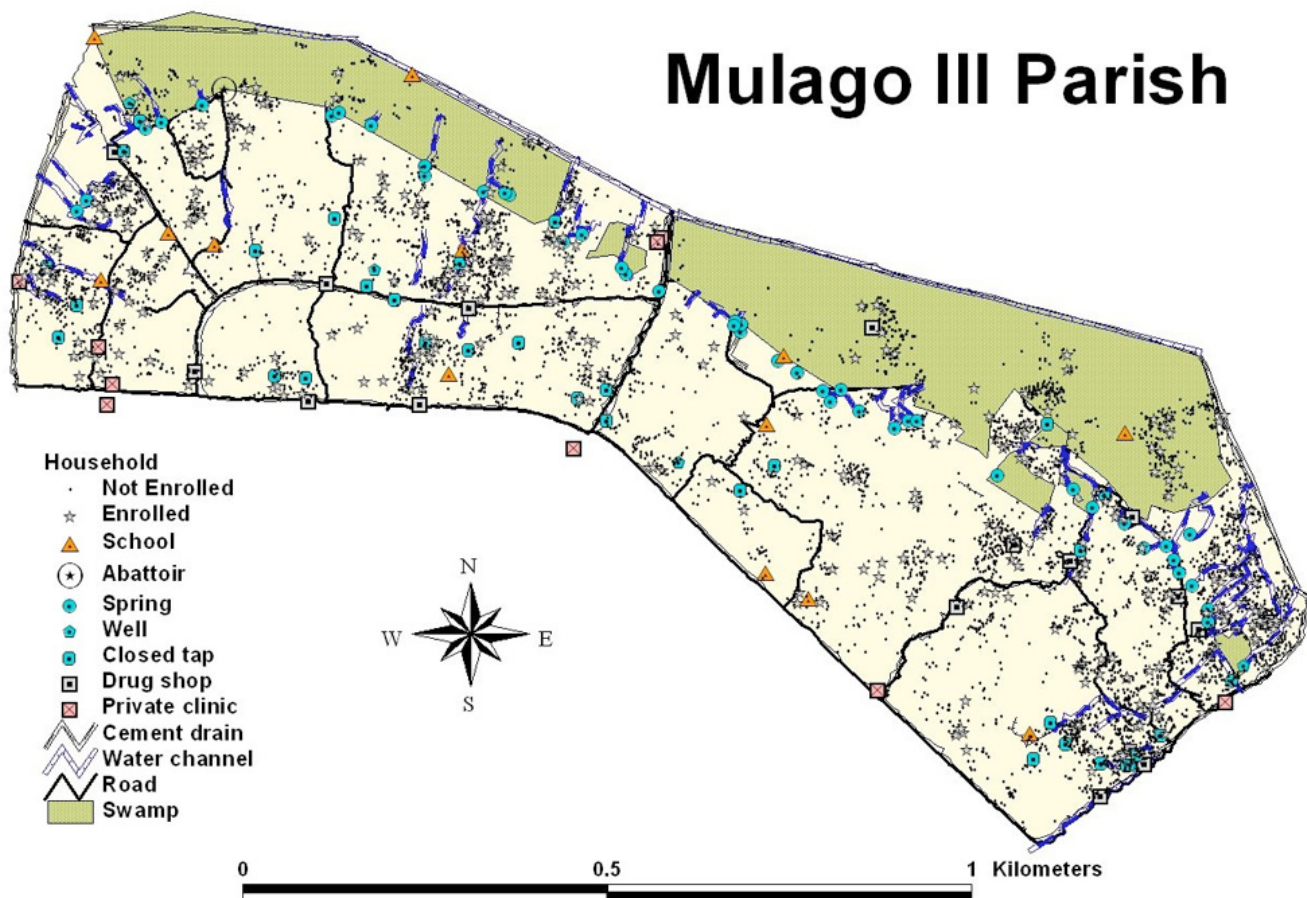 Mulago III Parish
Household
Not Enrolled
Enrolled
School
Abattoir
Spring
Well
Closed tap
Drug shop
Private clinic
Cement drain
Water channel
Road
Swamp
N
W E
S
0 0.5 1 Kilometers